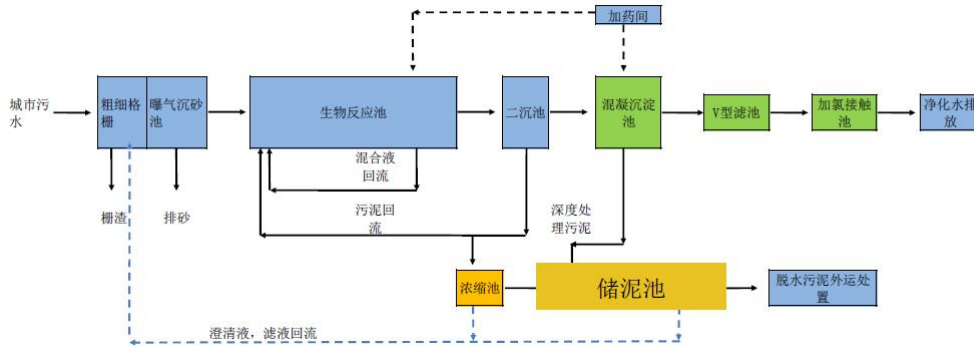 加药间
城市污
水
粗细格
栅
曝气沉砂
池
生物反应池
二沉池
混凝沉淀
池
V型滤池
加氯接触
池
净化水排
放
混合液
回流
栅渣
排砂
污泥回
流
深度处
理污泥
浓缩池
储泥池
脱水污泥外运处
置
澄清液，滤液回流